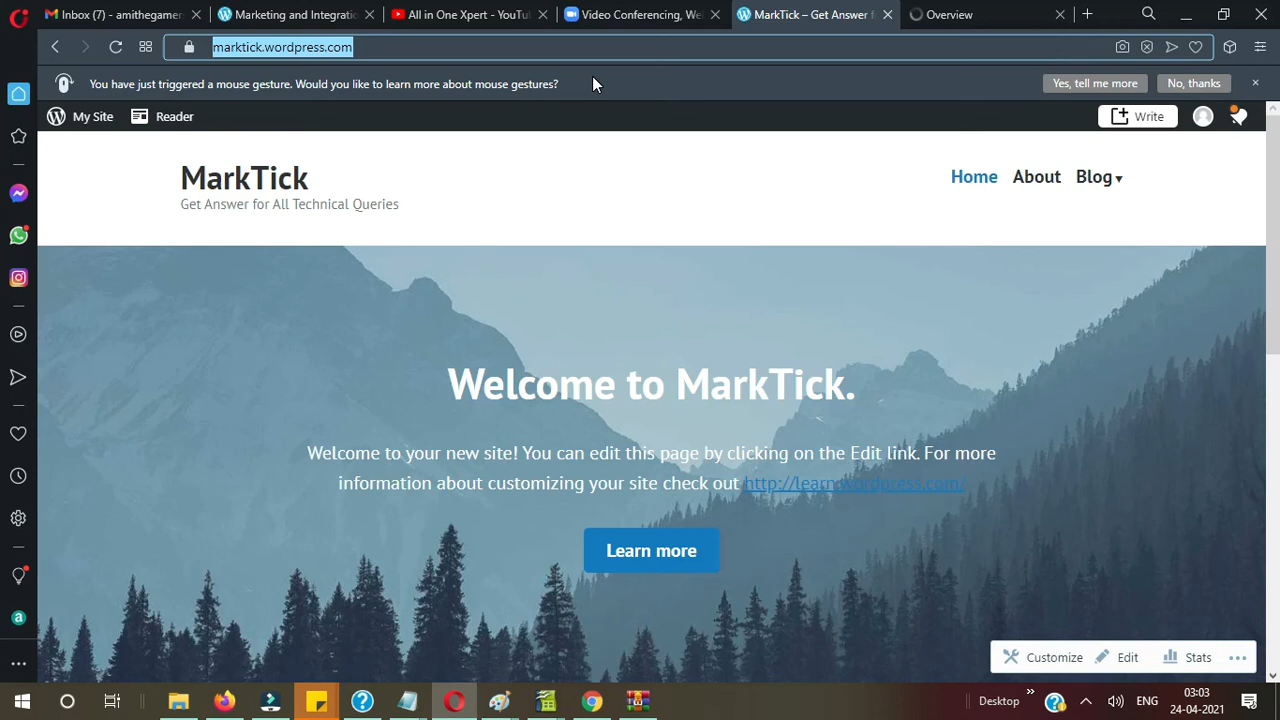 Inbox (7) - amithegamer
Marketing and Integratio
All in One Xpert - YouTu
Video Conferencing, We
MarkTick – Get Answer f
Overview
marktick.wordpress.com
You have just triggered a mouse gesture. Would you like to learn more about mouse gestures?
Yes, tell me more
No, thanks
My Site
Reader
Write
MarkTick
Get Answer for All Technical Queries
Home
About
Blog
Welcome to MarkTick.
Welcome to your new site! You can edit this page by clicking on the Edit link. For more
information about customizing your site check out http://learn.wordpress.com/
Learn more
Customize
Edit
Stats
Desktop
ENG
03:03
24-04-2021